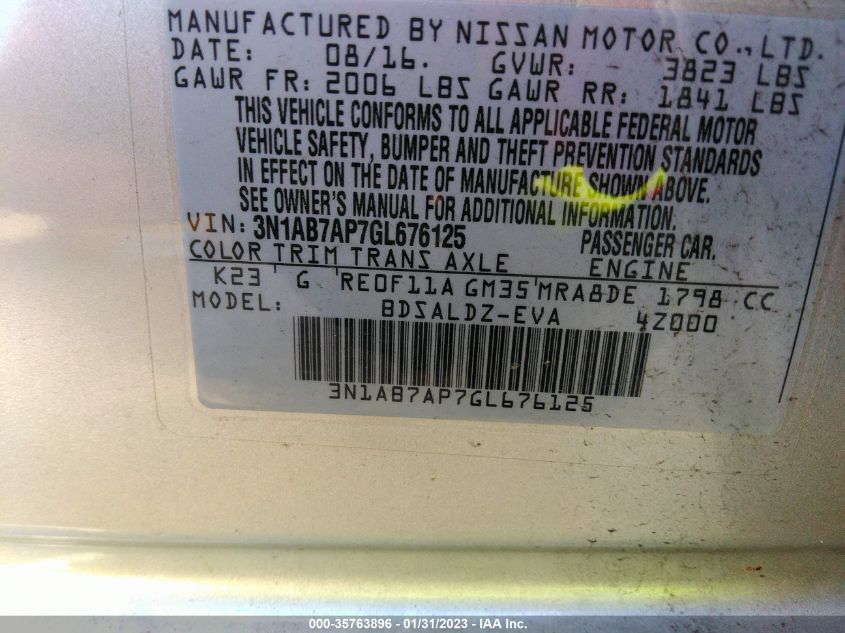 MANUFACTURED BY NISSAN MOTOR CO., LTD.
DATE: 08/16. GVWR: 3823 LBS
GAWR FR: 2006 LBS GAWR RR: 1841 LBS
THIS VEHICLE CONFORMS TO ALL APPLICABLE FEDERAL MOTOR
VEHICLE SAFETY, BUMPER AND THEFT PREVENTION STANDARDS
IN EFFECT ON THE DATE OF MANUFACTURE SHOWN ABOVE.
SEE OWNER'S MANUAL FOR ADDITIONAL INFORMATION.
VIN: 3N1AB7AP7GL676125 PASSENGER CAR.
COLOR TRIM TRANS AXLE ENGINE
K23 G RE0F11A GM35 MRA8DE 1798 CC
MODEL: BDSALDZ-EVA 4Z000
3N1AB7AP7GL676125
000-35763896 - 01/31/2023 - IAA Inc.